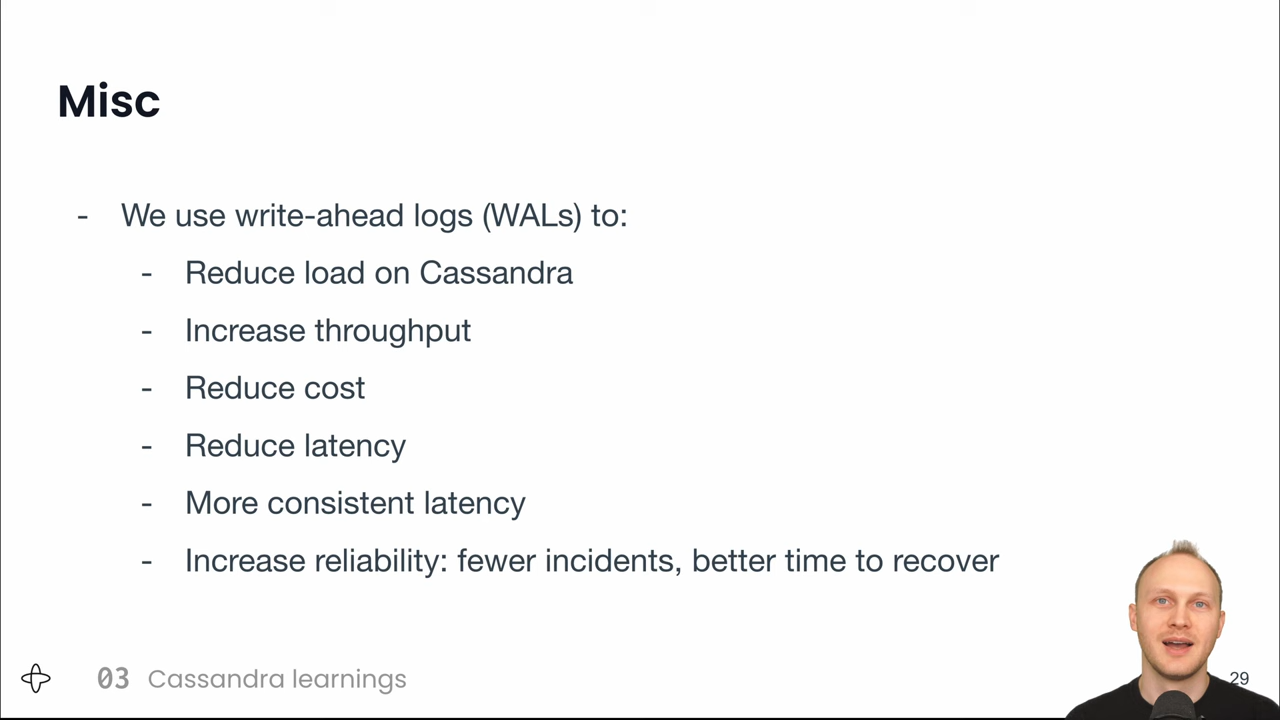 Misc
- We use write-ahead logs (WALs) to:
- Reduce load on Cassandra
- Increase throughput
- Reduce cost
- Reduce latency
- More consistent latency
- Increase reliability: fewer incidents, better time to recover
03 Cassandra learnings
29